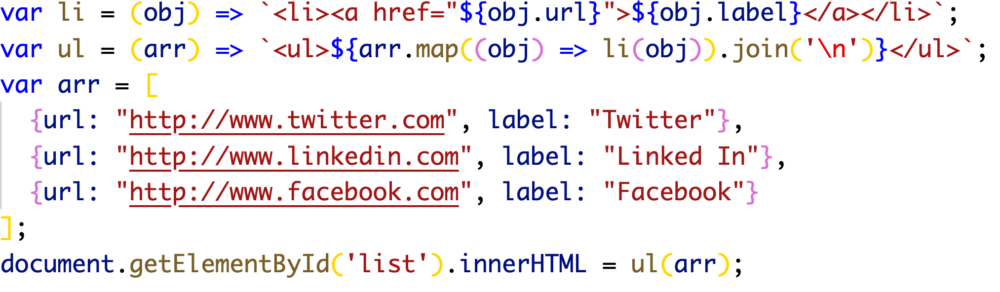 var li = (obj) => `<li><a href="${obj.url}">${obj.label}</a></li>`;
var ul = (arr) => `<ul>${arr.map((obj) => li(obj)).join('\n')}</ul>`;
var arr = [
  {url: "http://www.twitter.com", label: "Twitter"},
  {url: "http://www.linkedin.com", label: "Linked In"},
  {url: "http://www.facebook.com", label: "Facebook"}
];
document.getElementById('list').innerHTML = ul(arr);